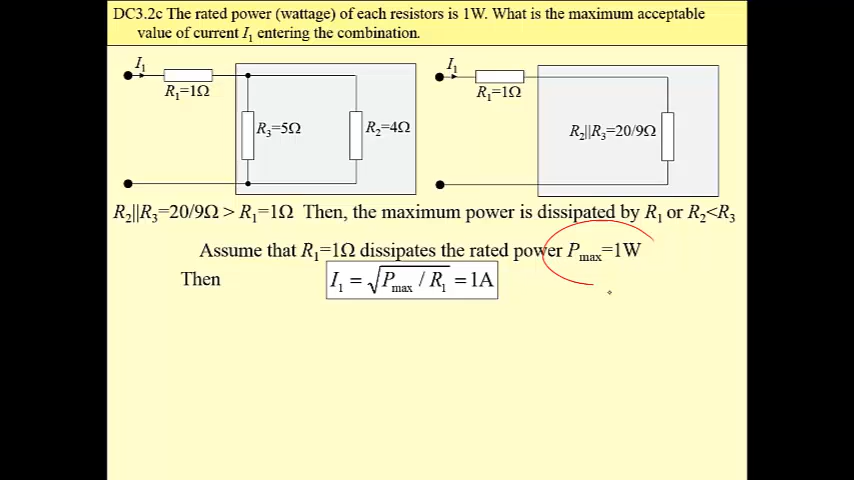 DC3.2c The rated power (wattage) of each resistors is 1W. What is the maximum acceptable
value of current I₁ entering the combination.
I₁
R₁=1Ω
R₃=5Ω
R₂=4Ω
I₁
R₁=1Ω
R₂||R₃=20/9Ω
R₂||R₃=20/9Ω > R₁=1Ω Then, the maximum power is dissipated by R₁ or R₂<R₃
Assume that R₁=1Ω dissipates the rated power Pmax=1W
Then I₁ = √(Pmax / R₁) = 1A